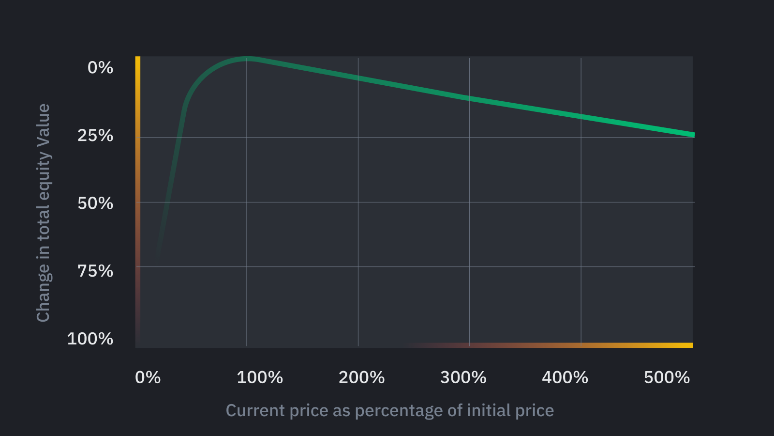 0%
25%
50%
75%
100%
Change in total equity Value
0% 100% 200% 300% 400% 500%
Current price as percentage of initial price